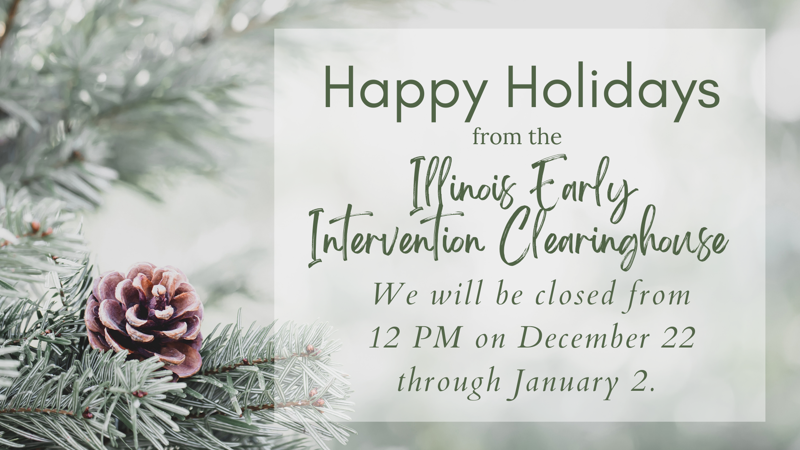 Happy Holidays
from the
Illinois Early
Intervention Clearinghouse
We will be closed from
12 PM on December 22
through January 2.